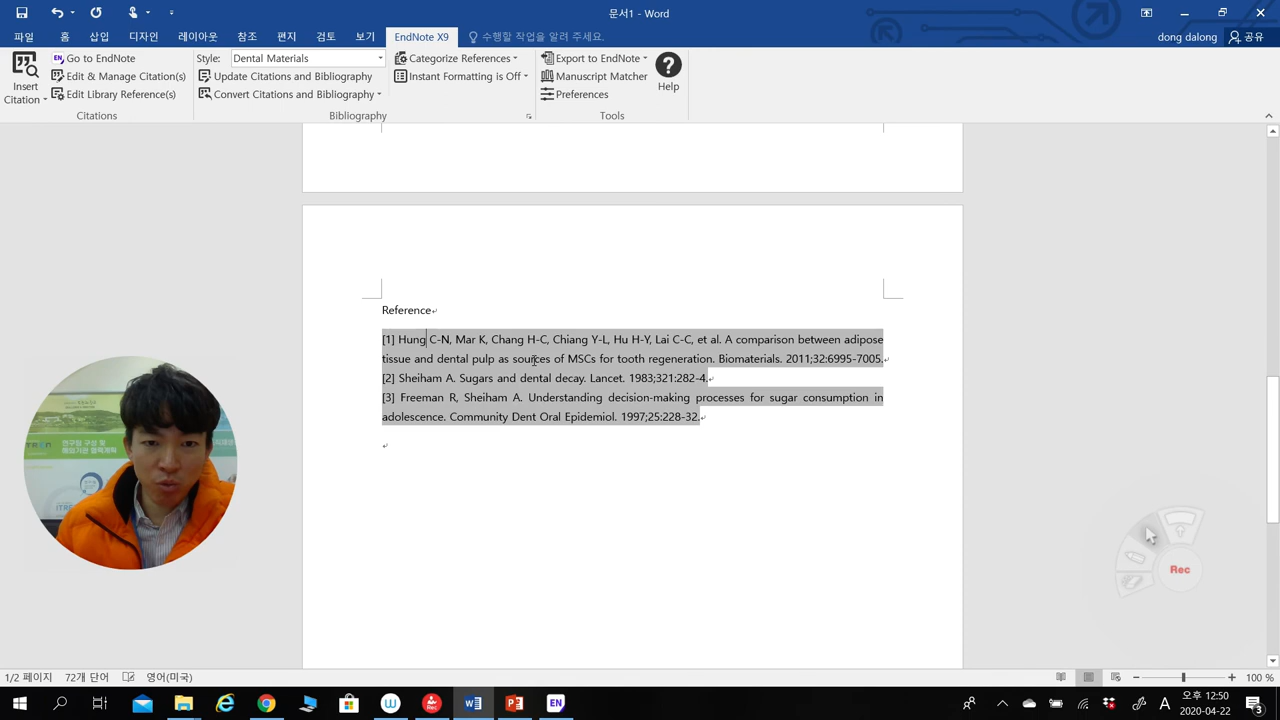 문서1 - Word
파일 홈 삽입 디자인 레이아웃 참조 편지 검토 보기 EndNote X9 수행할 작업을 알려 주세요. dong dalong 공유
Insert Citation
Go to EndNote
Edit & Manage Citation(s)
Edit Library Reference(s)
Citations
Style: Dental Materials
Update Citations and Bibliography
Convert Citations and Bibliography
Categorize References
Instant Formatting is Off
Bibliography
Export to EndNote
Manuscript Matcher
Preferences
Help
Tools
Reference
[1] Hung C-N, Mar K, Chang H-C, Chiang Y-L, Hu H-Y, Lai C-C, et al. A comparison between adipose
tissue and dental pulp as sources of MSCs for tooth regeneration. Biomaterials. 2011;32:6995-7005.
[2] Sheiham A. Sugars and dental decay. Lancet. 1983;321:282-4.
[3] Freeman R, Sheiham A. Understanding decision-making processes for sugar consumption in
adolescence. Community Dent Oral Epidemiol. 1997;25:228-32.
Rec
1/2 페이지 72개 단어 영어(미국) 100 %
EN
A
오후 12:50
2020-04-22
3